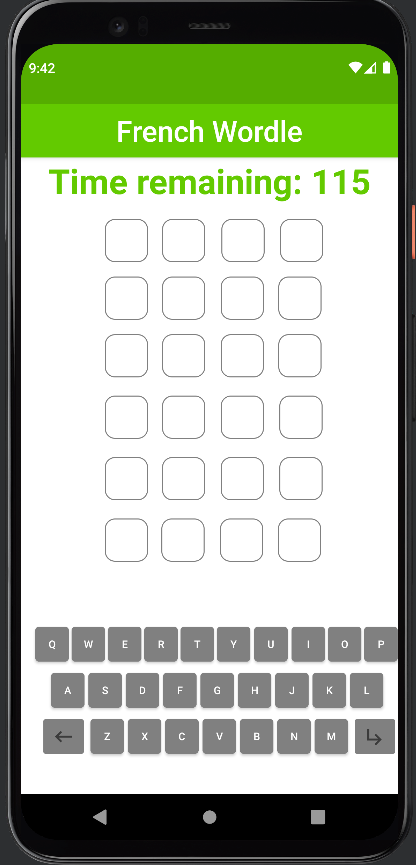 9:42
French Wordle
Time remaining: 115
Q W E R T Y U I O P
A S D F G H J K L
Z X C V B N M